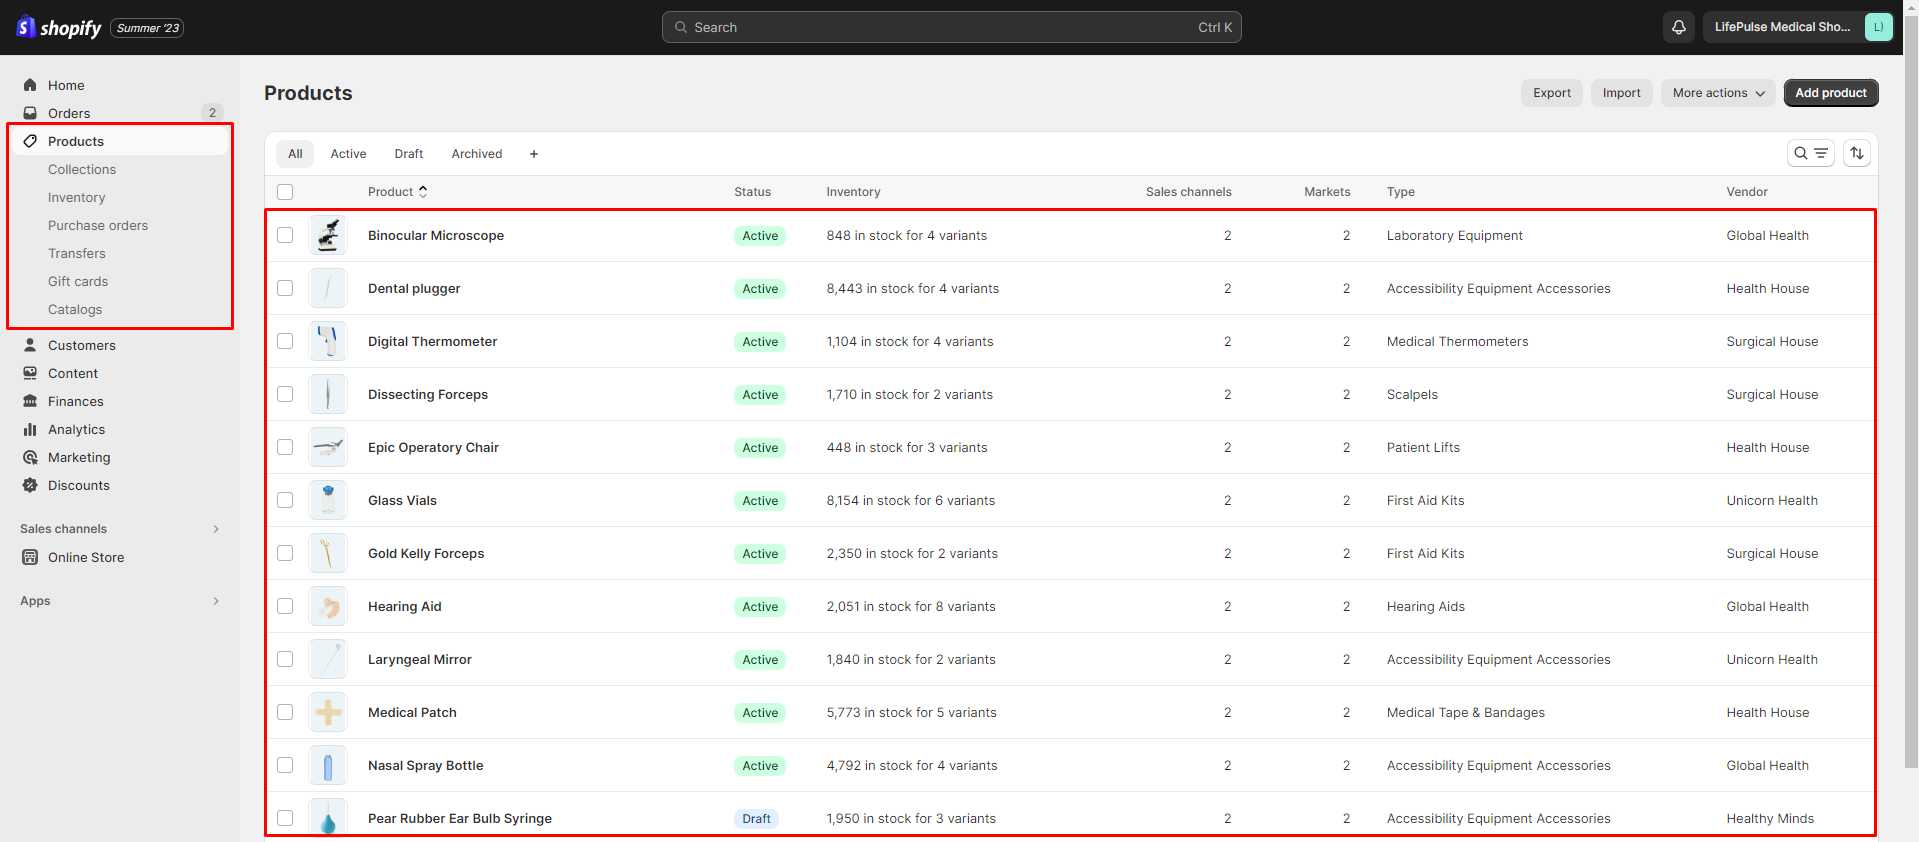 shopify Summer '23 Search Ctrl K LifePulse Medical Sho... L)
Home
Orders 2
Products
Collections
Inventory
Purchase orders
Transfers
Gift cards
Catalogs
Customers
Content
Finances
Analytics
Marketing
Discounts
Sales channels
Online Store
Apps
Products Export Import More actions Add product
All Active Draft Archived +
Product Status Inventory Sales channels Markets Type Vendor
Binocular Microscope Active 848 in stock for 4 variants 2 2 Laboratory Equipment Global Health
Dental plugger Active 8,443 in stock for 4 variants 2 2 Accessibility Equipment Accessories Health House
Digital Thermometer Active 1,104 in stock for 4 variants 2 2 Medical Thermometers Surgical House
Dissecting Forceps Active 1,710 in stock for 2 variants 2 2 Scalpels Surgical House
Epic Operatory Chair Active 448 in stock for 3 variants 2 2 Patient Lifts Health House
Glass Vials Active 8,154 in stock for 6 variants 2 2 First Aid Kits Unicorn Health
Gold Kelly Forceps Active 2,350 in stock for 2 variants 2 2 First Aid Kits Surgical House
Hearing Aid Active 2,051 in stock for 8 variants 2 2 Hearing Aids Global Health
Laryngeal Mirror Active 1,840 in stock for 2 variants 2 2 Accessibility Equipment Accessories Unicorn Health
Medical Patch Active 5,773 in stock for 5 variants 2 2 Medical Tape & Bandages Health House
Nasal Spray Bottle Active 4,792 in stock for 4 variants 2 2 Accessibility Equipment Accessories Global Health
Pear Rubber Ear Bulb Syringe Draft 1,950 in stock for 3 variants 2 2 Accessibility Equipment Accessories Healthy Minds